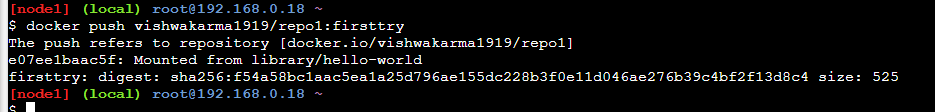 [node1] (local) root@192.168.0.18 ~
$ docker push vishwakarma1919/repo1:firsttry
The push refers to repository [docker.io/vishwakarma1919/repo1]
e07ee1baac5f: Mounted from library/hello-world
firsttry: digest: sha256:f54a58bc1aac5ea1a25d796ae155dc228b3f0e11d046ae276b39c4bf2f13d8c4 size: 525
[node1] (local) root@192.168.0.18 ~
$